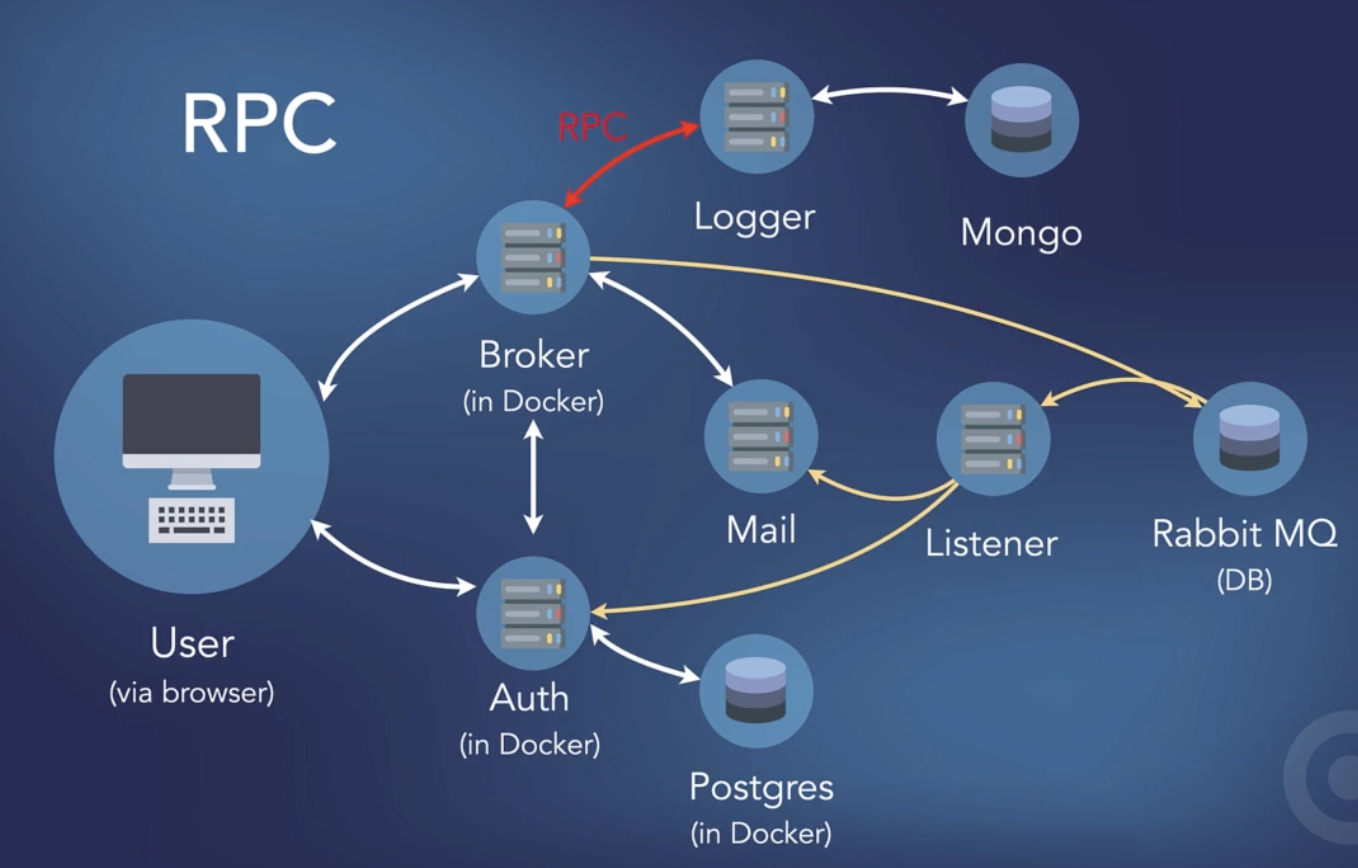 RPC
RPC
Logger
Mongo
Broker
(in Docker)
Mail
Listener
Rabbit MQ
(DB)
User
(via browser)
Auth
(in Docker)
Postgres
(in Docker)